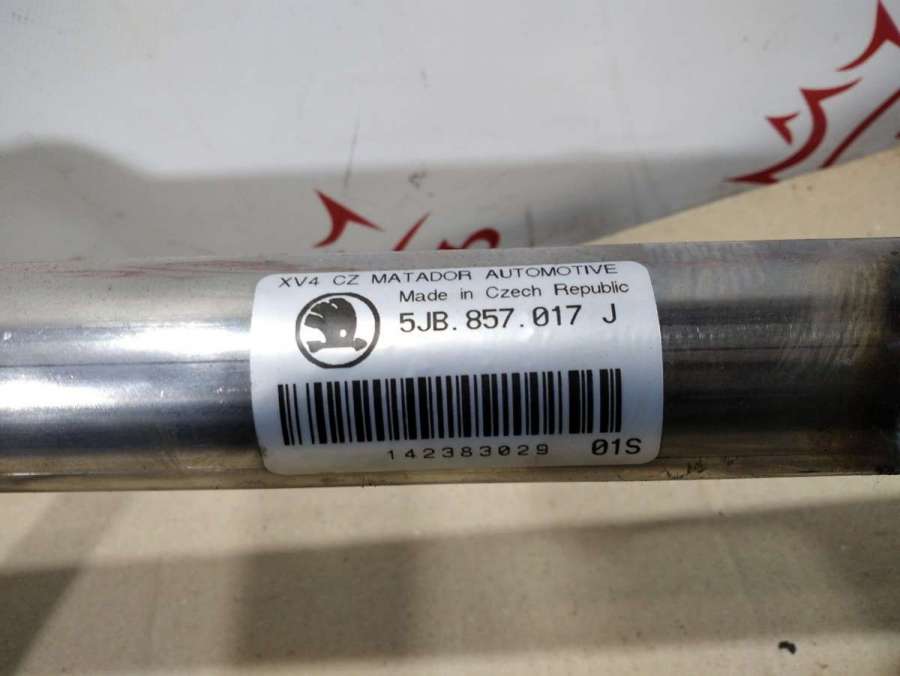 XV4 CZ MATADOR AUTOMOTIVE
Made in Czech Republic
5JB.857.017 J
142383029 01S